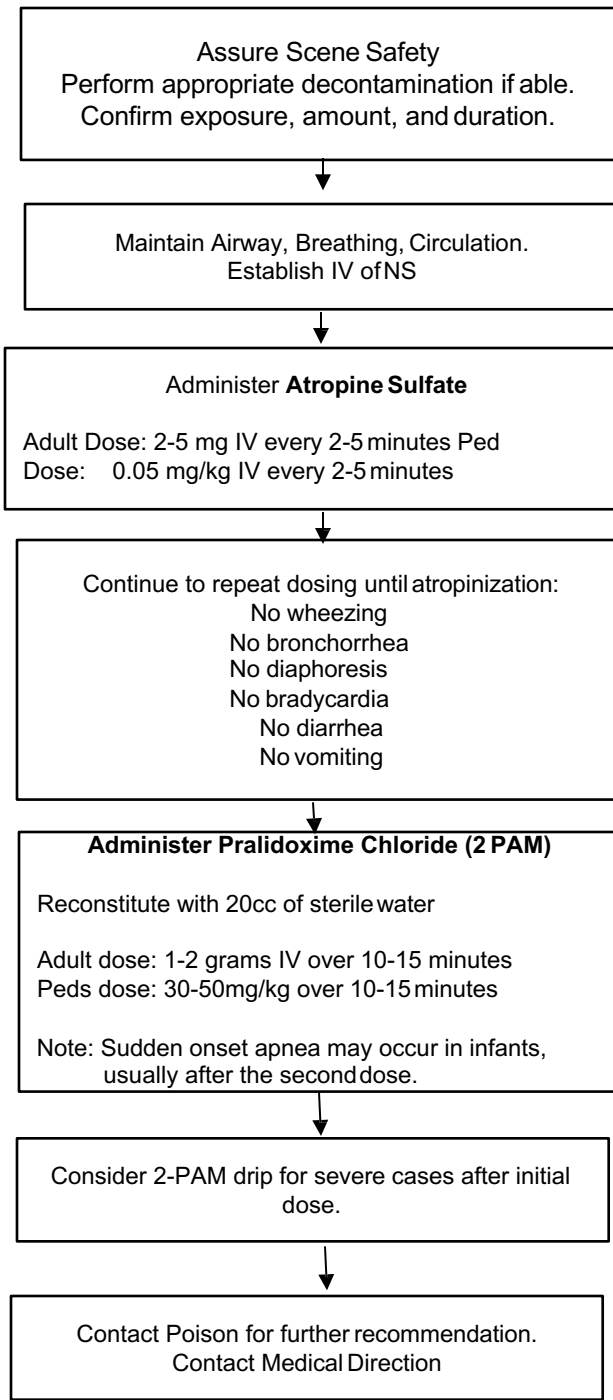 Assure Scene Safety
Perform appropriate decontamination if able.
Confirm exposure, amount, and duration.
Maintain Airway, Breathing, Circulation.
Establish IV of NS
Administer Atropine Sulfate
Adult Dose: 2-5 mg IV every 2-5 minutes Ped
Dose: 0.05 mg/kg IV every 2-5 minutes
Continue to repeat dosing until atropinization:
No wheezing
No bronchorrhea
No diaphoresis
No bradycardia
No diarrhea
No vomiting
Administer Pralidoxime Chloride (2 PAM)
Reconstitute with 20cc of sterile water
Adult dose: 1-2 grams IV over 10-15 minutes
Peds dose: 30-50mg/kg over 10-15 minutes
Note: Sudden onset apnea may occur in infants,
usually after the second dose.
Consider 2-PAM drip for severe cases after initial
dose.
Contact Poison for further recommendation.
Contact Medical Direction